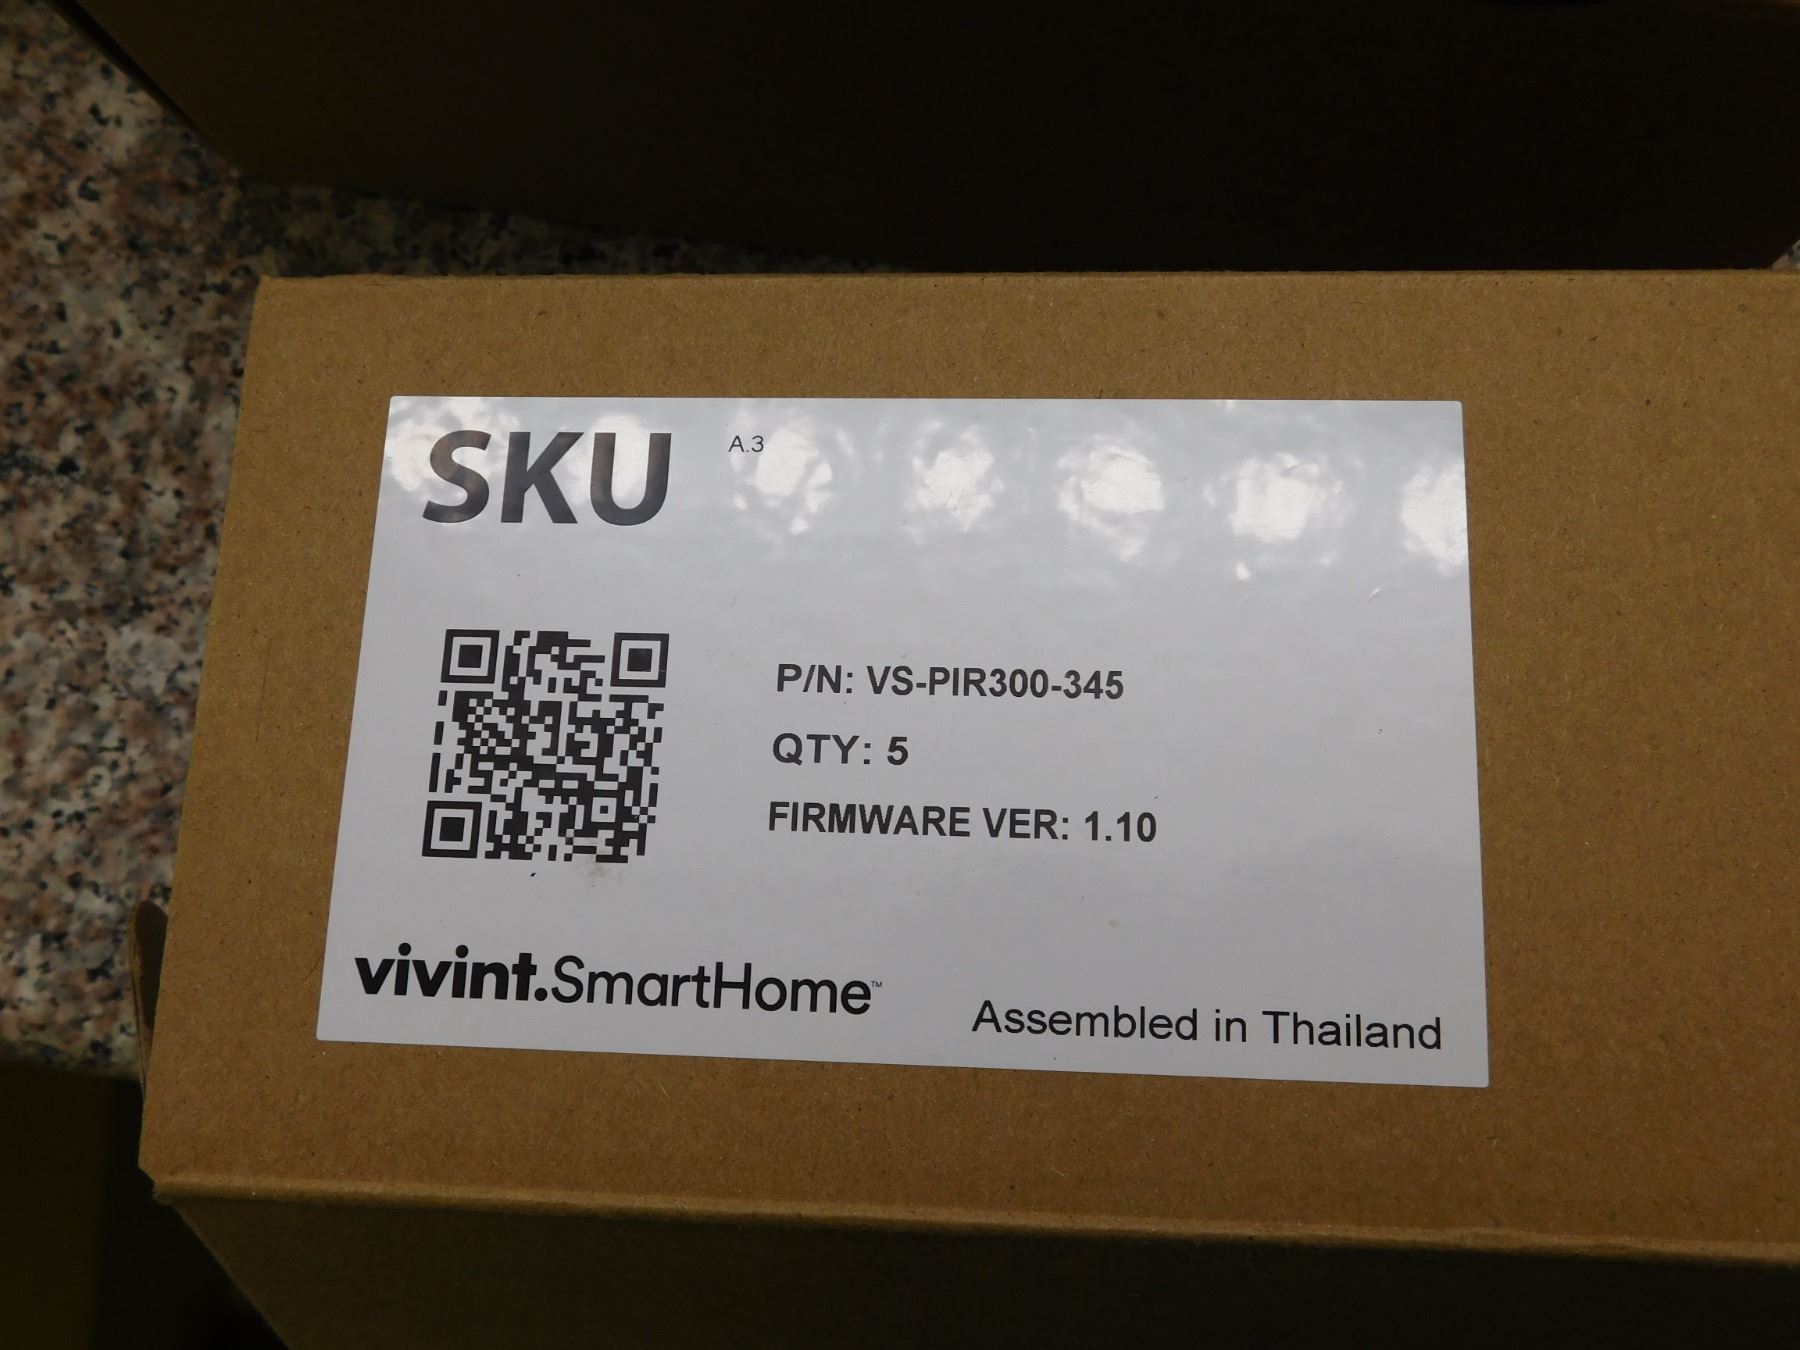 SKU A.3
P/N: VS-PIR300-345
QTY: 5
FIRMWARE VER: 1.10
vivint.SmartHome™
Assembled in Thailand